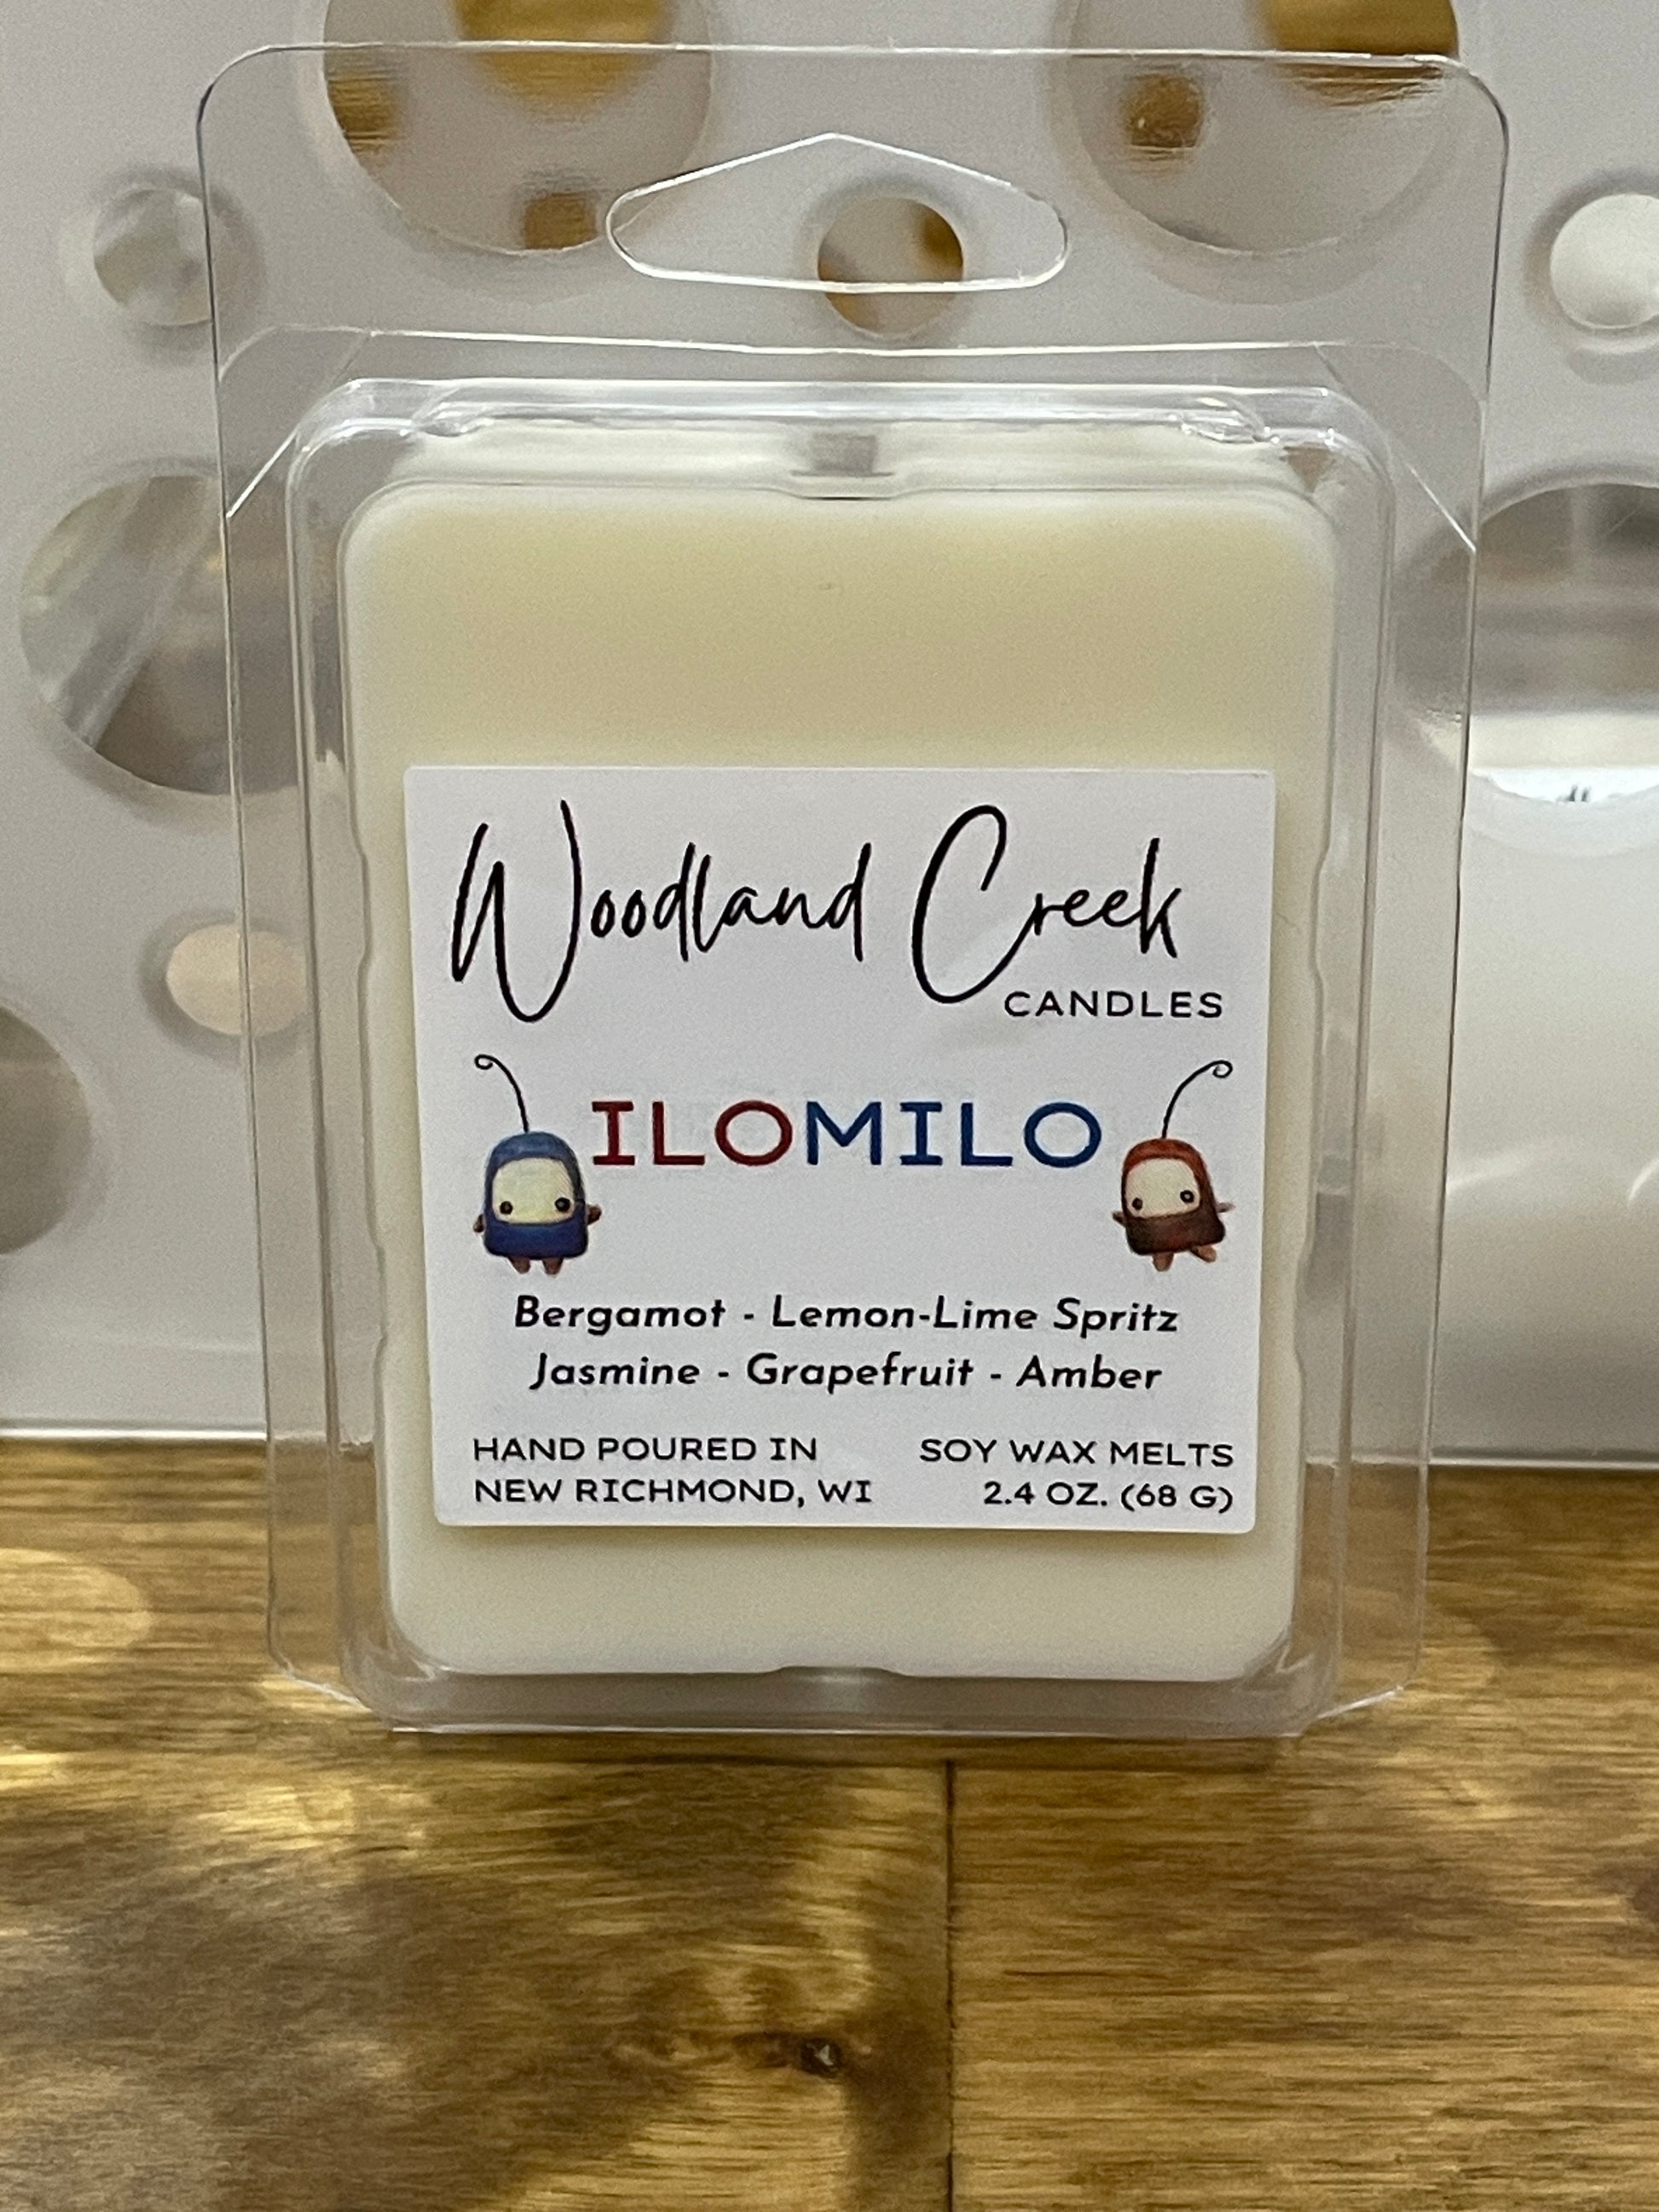 Woodland Creek
CANDLES
ILOMILO
Bergamot - Lemon-Lime Spritz
Jasmine - Grapefruit - Amber
HAND POURED IN
NEW RICHMOND, WI
SOY WAX MELTS
2.4 OZ. (68 G)